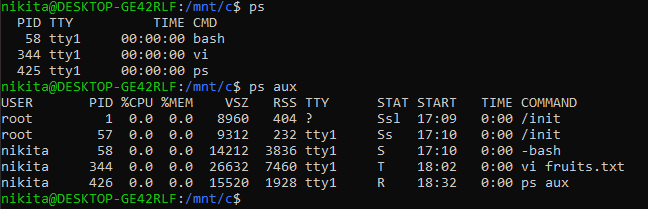 nikita@DESKTOP-GE42RLF:/mnt/c$ ps
  PID TTY          TIME CMD
   58 tty1     00:00:00 bash
  344 tty1     00:00:00 vi
  425 tty1     00:00:00 ps
nikita@DESKTOP-GE42RLF:/mnt/c$ ps aux
USER       PID %CPU %MEM    VSZ   RSS TTY      STAT START   TIME COMMAND
root         1  0.0  0.0   8960   404 ?        Ssl  17:09   0:00 /init
root        57  0.0  0.0   9312   232 tty1     Ss   17:10   0:00 /init
nikita      58  0.0  0.0  14212  3836 tty1     S    17:10   0:00 -bash
nikita     344  0.0  0.0  26632  7460 tty1     T    18:02   0:00 vi fruits.txt
nikita     426  0.0  0.0  15520  1928 tty1     R    18:32   0:00 ps aux
nikita@DESKTOP-GE42RLF:/mnt/c$